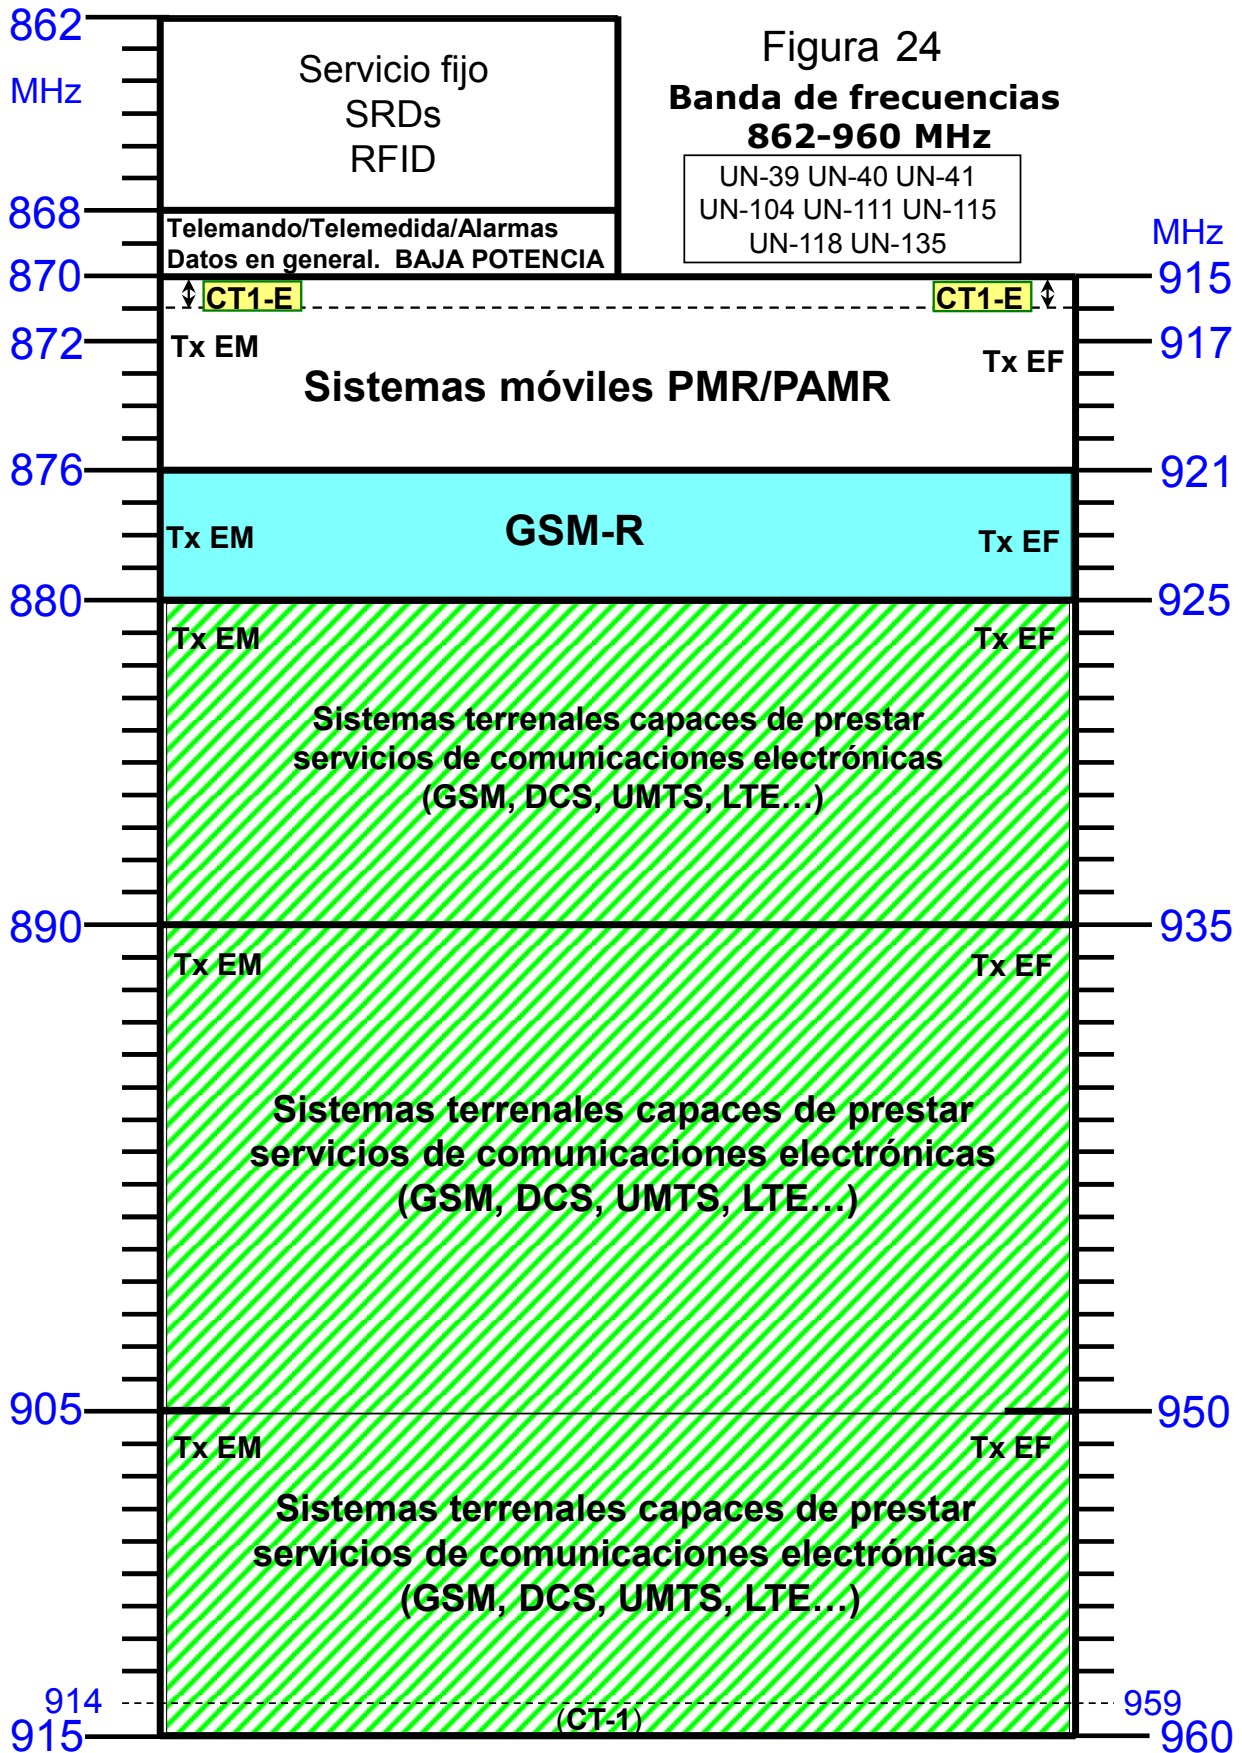 862
MHz
Servicio fijo
SRDs
RFID
Figura 24
Banda de frecuencias
862-960 MHz
UN-39 UN-40 UN-41
UN-104 UN-111 UN-115
UN-118 UN-135
868
Telemando/Telemedida/Alarmas
Datos en general. BAJA POTENCIA
MHz
870
915
CT1-E
CT1-E
872
917
Tx EM
Tx EF
Sistemas móviles PMR/PAMR
876
921
Tx EM
GSM-R
Tx EF
880
925
Tx EM
Tx EF
Sistemas terrenales capaces de prestar
servicios de comunicaciones electrónicas
(GSM, DCS, UMTS, LTE…)
890
935
Tx EM
Tx EF
Sistemas terrenales capaces de prestar
servicios de comunicaciones electrónicas
(GSM, DCS, UMTS, LTE…)
905
950
Tx EM
Tx EF
Sistemas terrenales capaces de prestar
servicios de comunicaciones electrónicas
(GSM, DCS, UMTS, LTE…)
914
959
(CT-1)
915
960